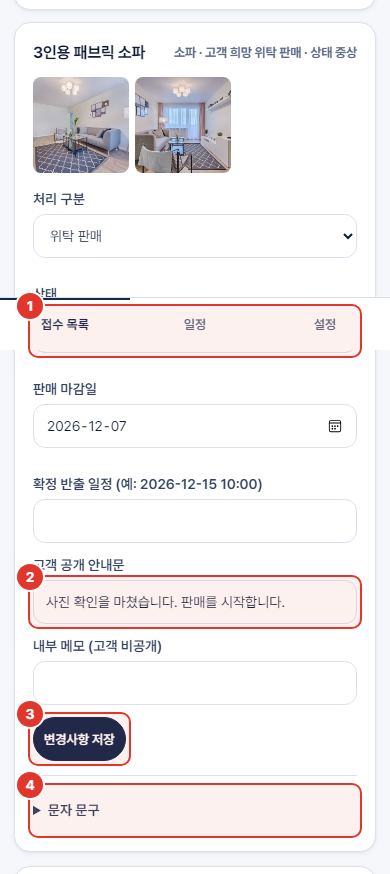 3인용 패브릭 소파
소파 · 고객 희망 위탁 판매 · 상태 중상
처리 구분
위탁 판매
상태
1
접수 목록 일정 설정
판매 마감일
2026-12-07
확정 반출 일정 (예: 2026-12-15 10:00)
고객 공개 안내문
2
사진 확인을 마쳤습니다. 판매를 시작합니다.
내부 메모 (고객 비공개)
3
변경사항 저장
4
▶ 문자 문구